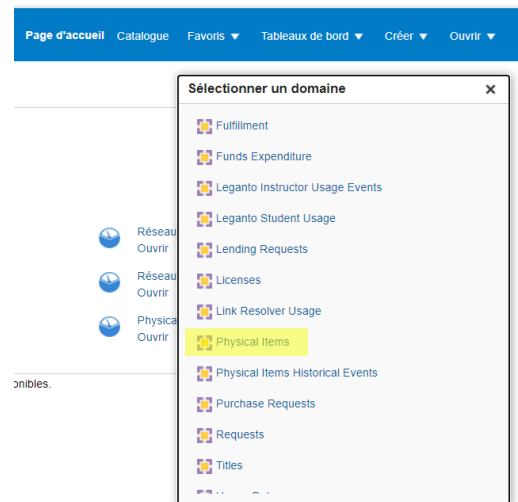 Page d'accueil Catalogue Favoris Tableaux de bord Créer Ouvrir
Sélectionner un domaine
Fulfillment
Funds Expenditure
Leganto Instructor Usage Events
Leganto Student Usage
Réseau
Ouvrir
Lending Requests
Réseau
Ouvrir
Licenses
Link Resolver Usage
Physica
Ouvrir
Physical Items
Physical Items Historical Events
onibles.
Purchase Requests
Requests
Titles